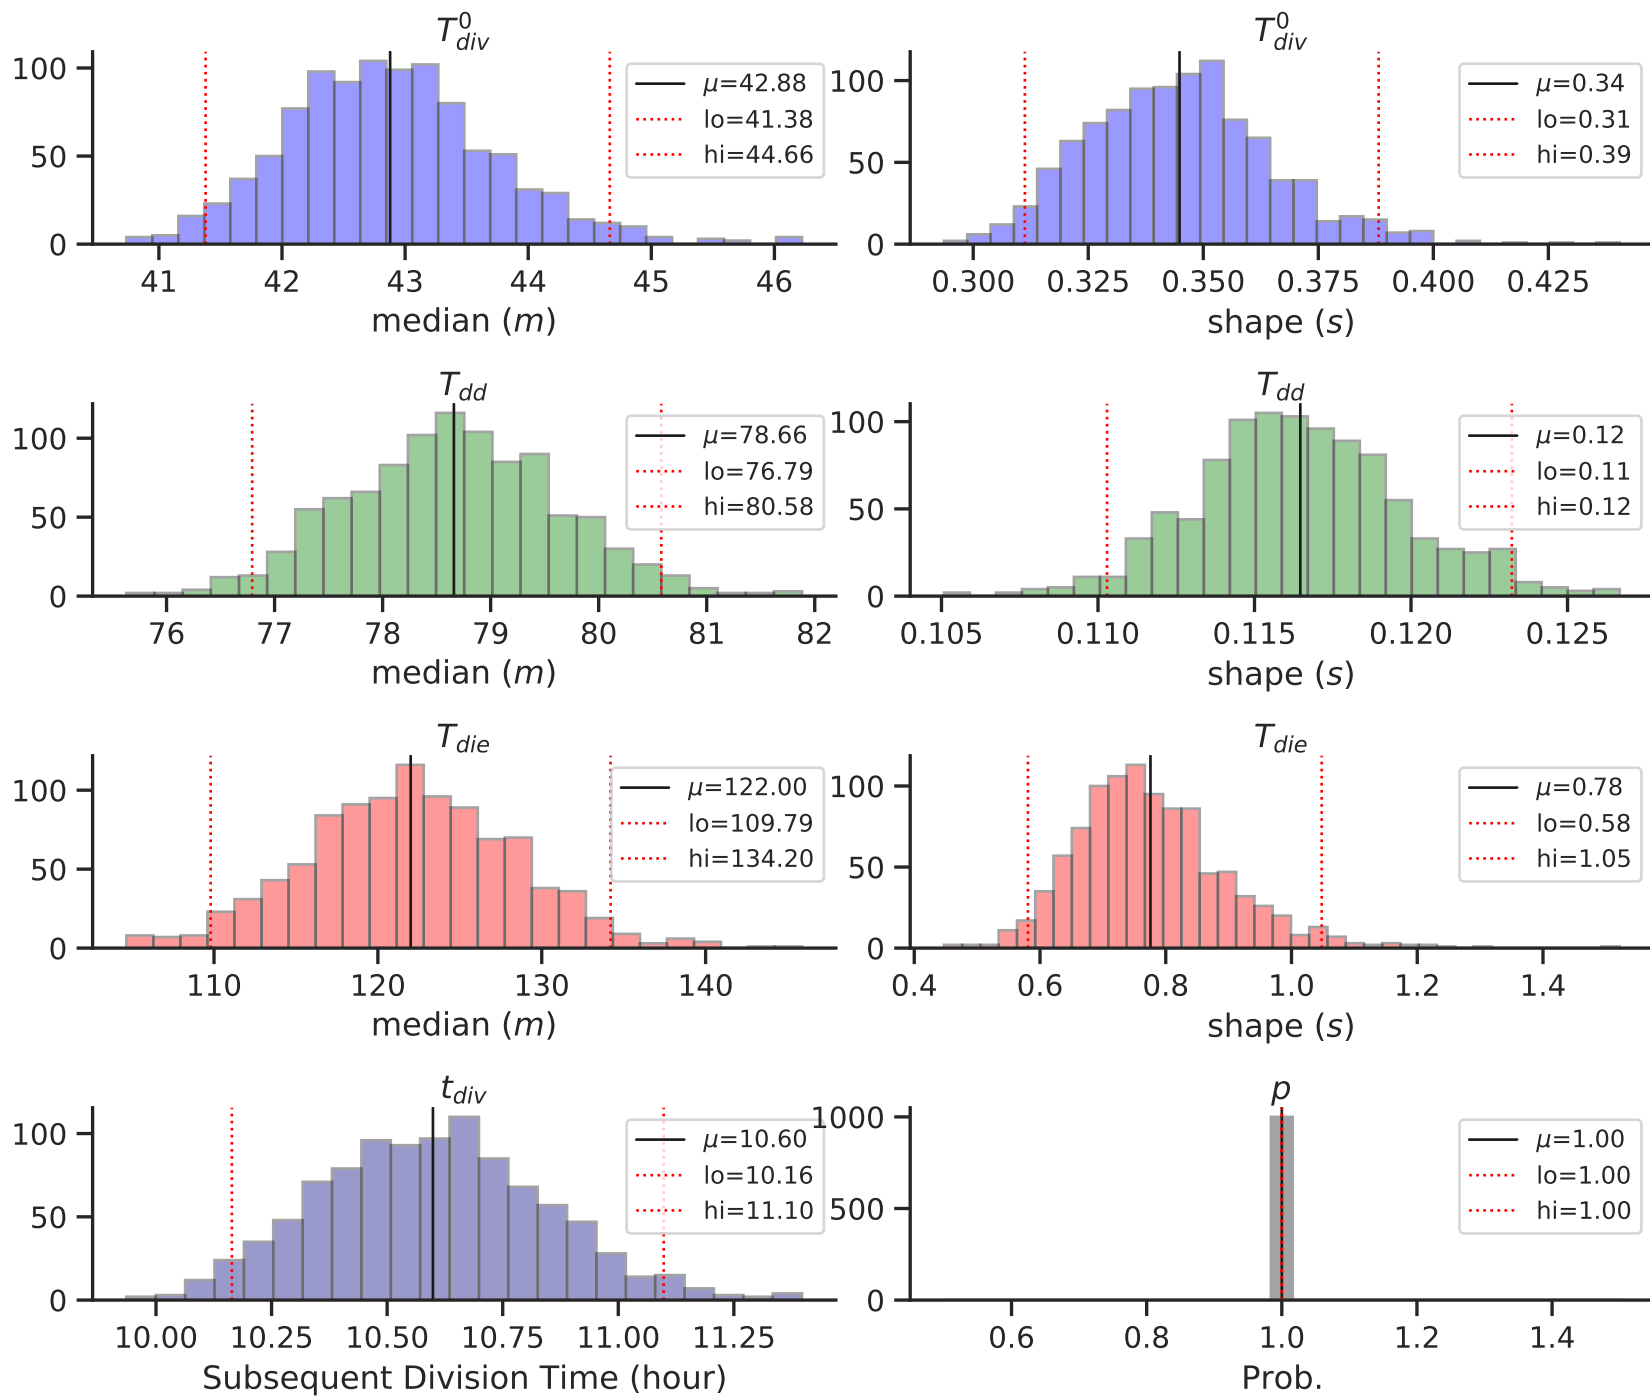 T⁰div
100
50
0
41 42 43 44 45 46
median (m)
μ=42.88
lo=41.38
hi=44.66
T⁰div
100
50
0
0.300 0.325 0.350 0.375 0.400 0.425
shape (s)
μ=0.34
lo=0.31
hi=0.39
Tdd
100
50
0
76 77 78 79 80 81 82
median (m)
μ=78.66
lo=76.79
hi=80.58
Tdd
100
50
0
0.105 0.110 0.115 0.120 0.125
shape (s)
μ=0.12
lo=0.11
hi=0.12
Tdie
100
50
0
110 120 130 140
median (m)
μ=122.00
lo=109.79
hi=134.20
Tdie
100
50
0
0.4 0.6 0.8 1.0 1.2 1.4
shape (s)
μ=0.78
lo=0.58
hi=1.05
tdiv
100
50
0
10.00 10.25 10.50 10.75 11.00 11.25
Subsequent Division Time (hour)
μ=10.60
lo=10.16
hi=11.10
p
1000
500
0
0.6 0.8 1.0 1.2 1.4
Prob.
μ=1.00
lo=1.00
hi=1.00